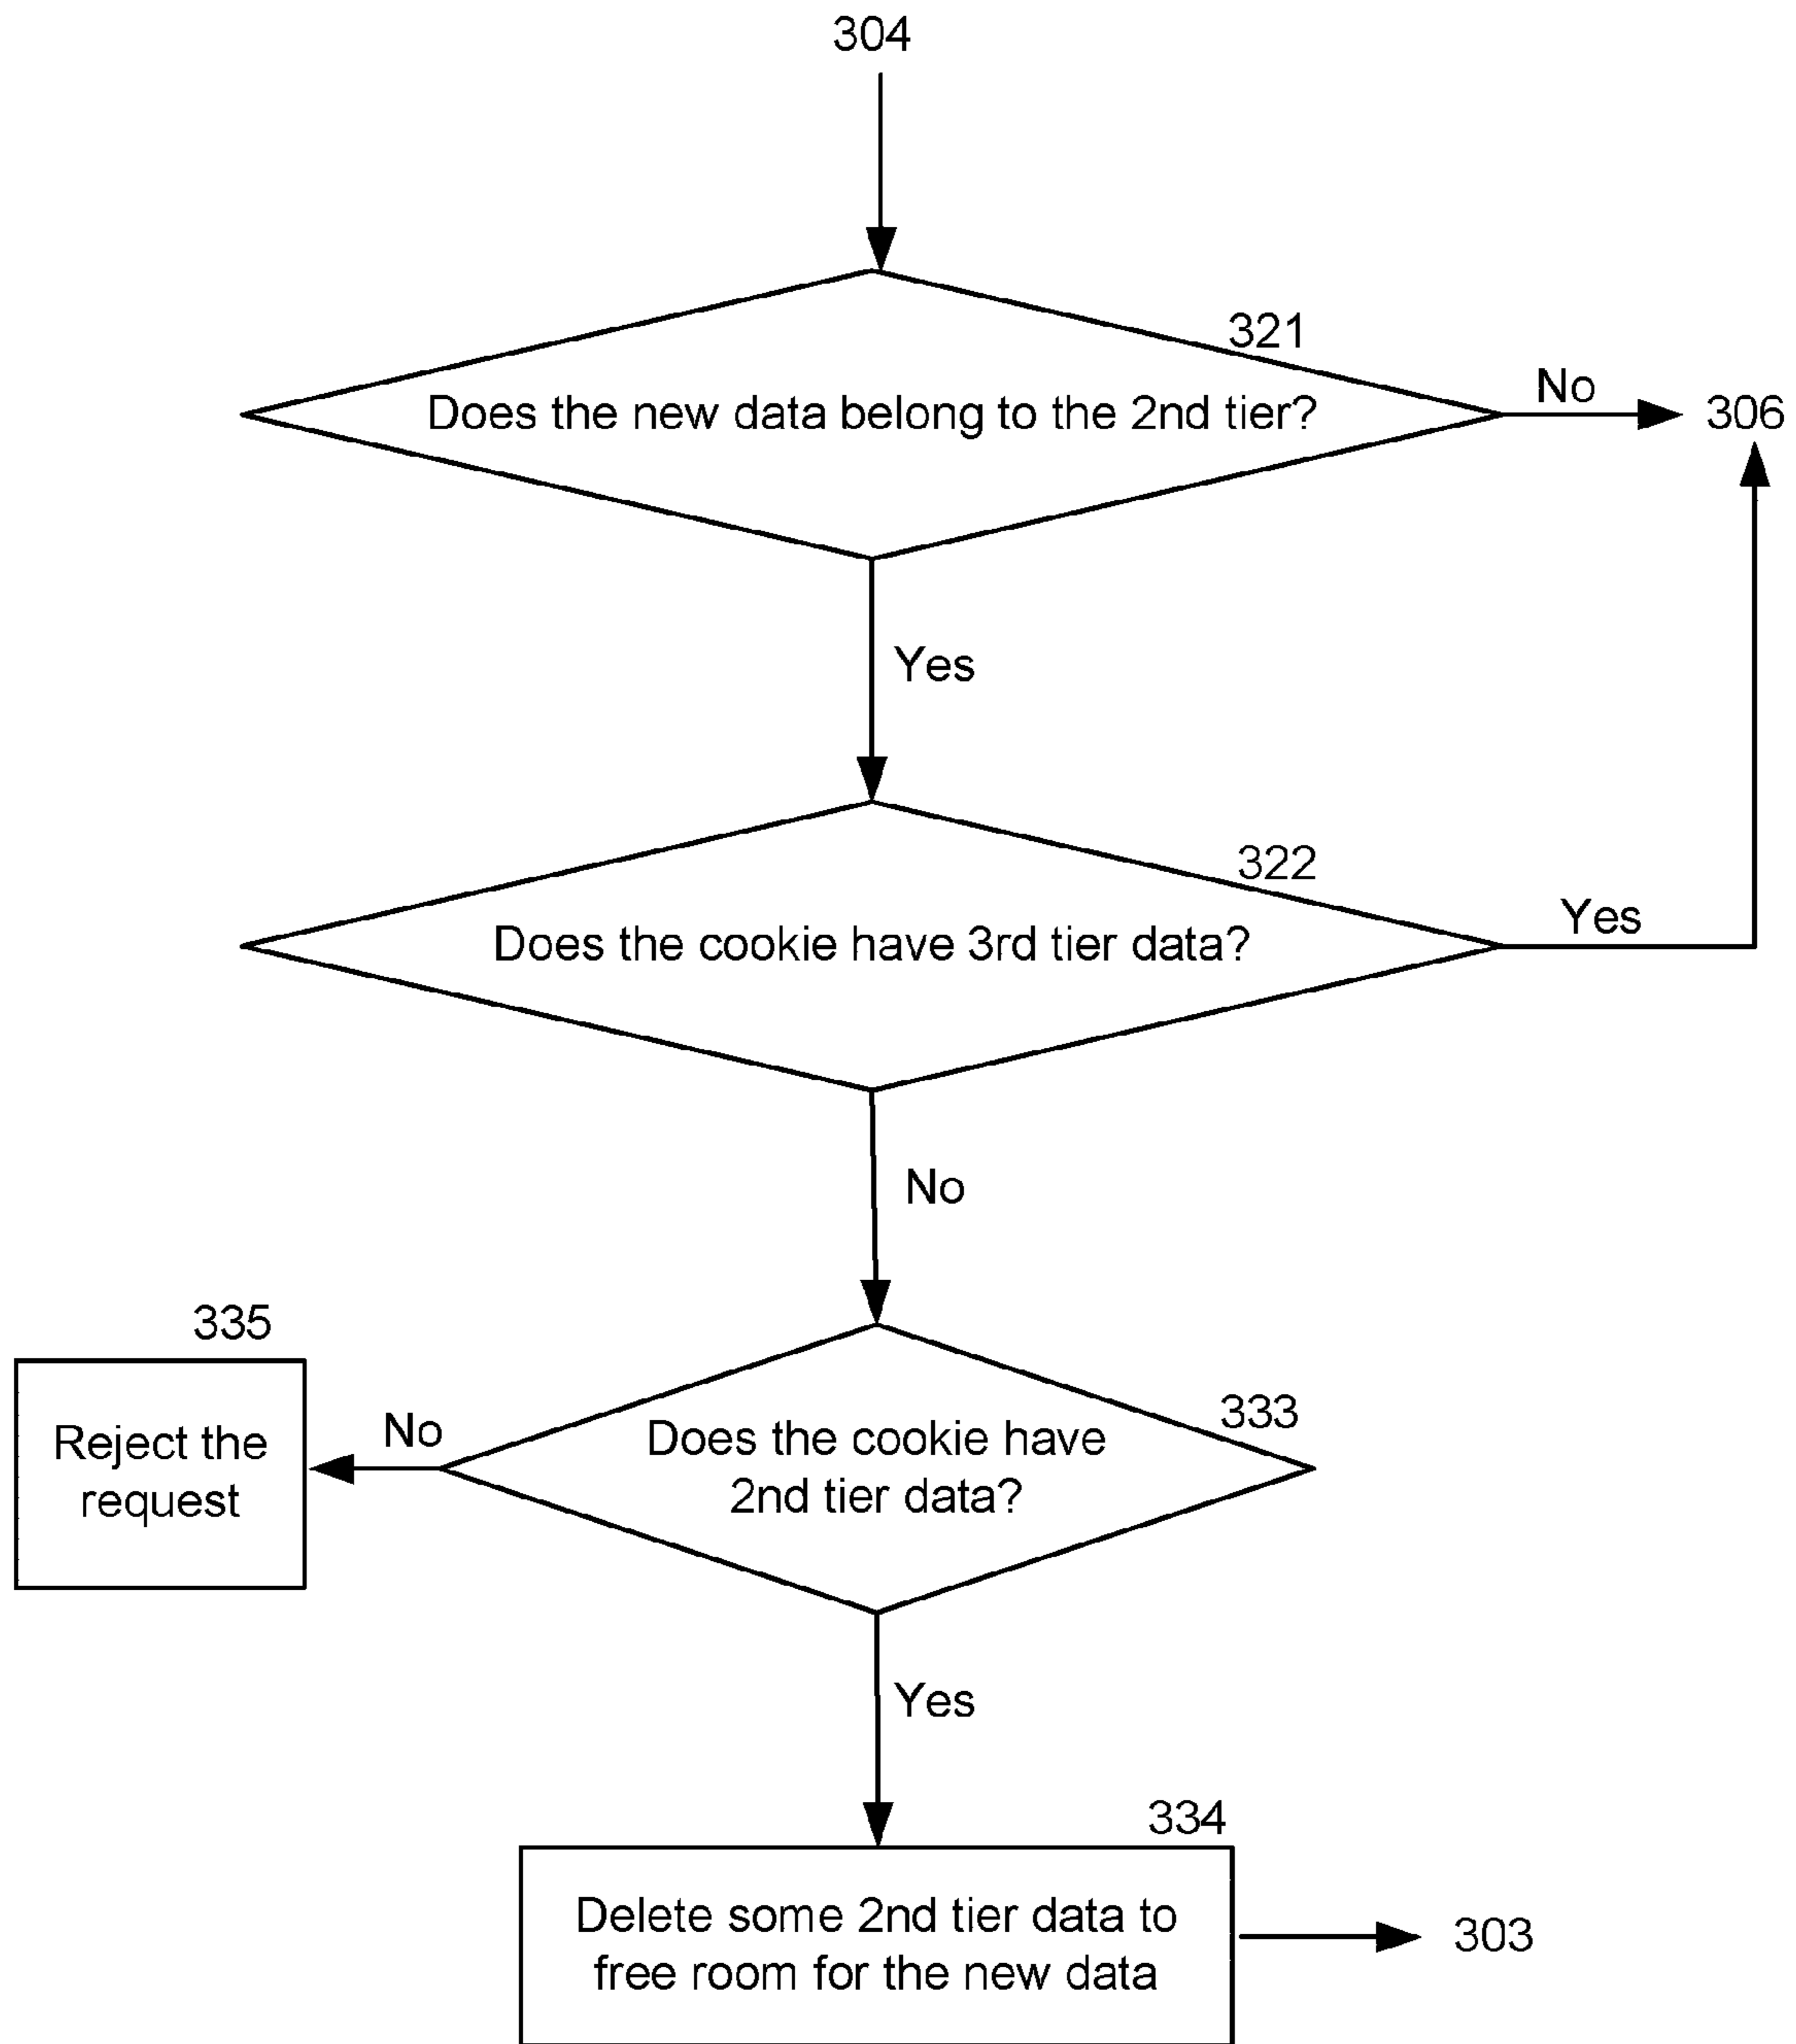 304
321
Does the new data belong to the 2nd tier?
No
306
Yes
322
Does the cookie have 3rd tier data?
Yes
No
335
Reject the
request
No
333
Does the cookie have
2nd tier data?
Yes
334
Delete some 2nd tier data to
free room for the new data
303